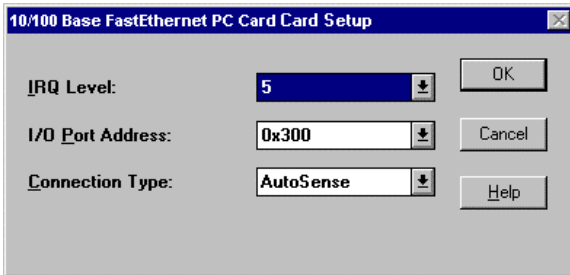 10/100 Base FastEthernet PC Card Card Setup
IRQ Level: 5 OK
I/O Port Address: 0x300 Cancel
Connection Type: AutoSense Help